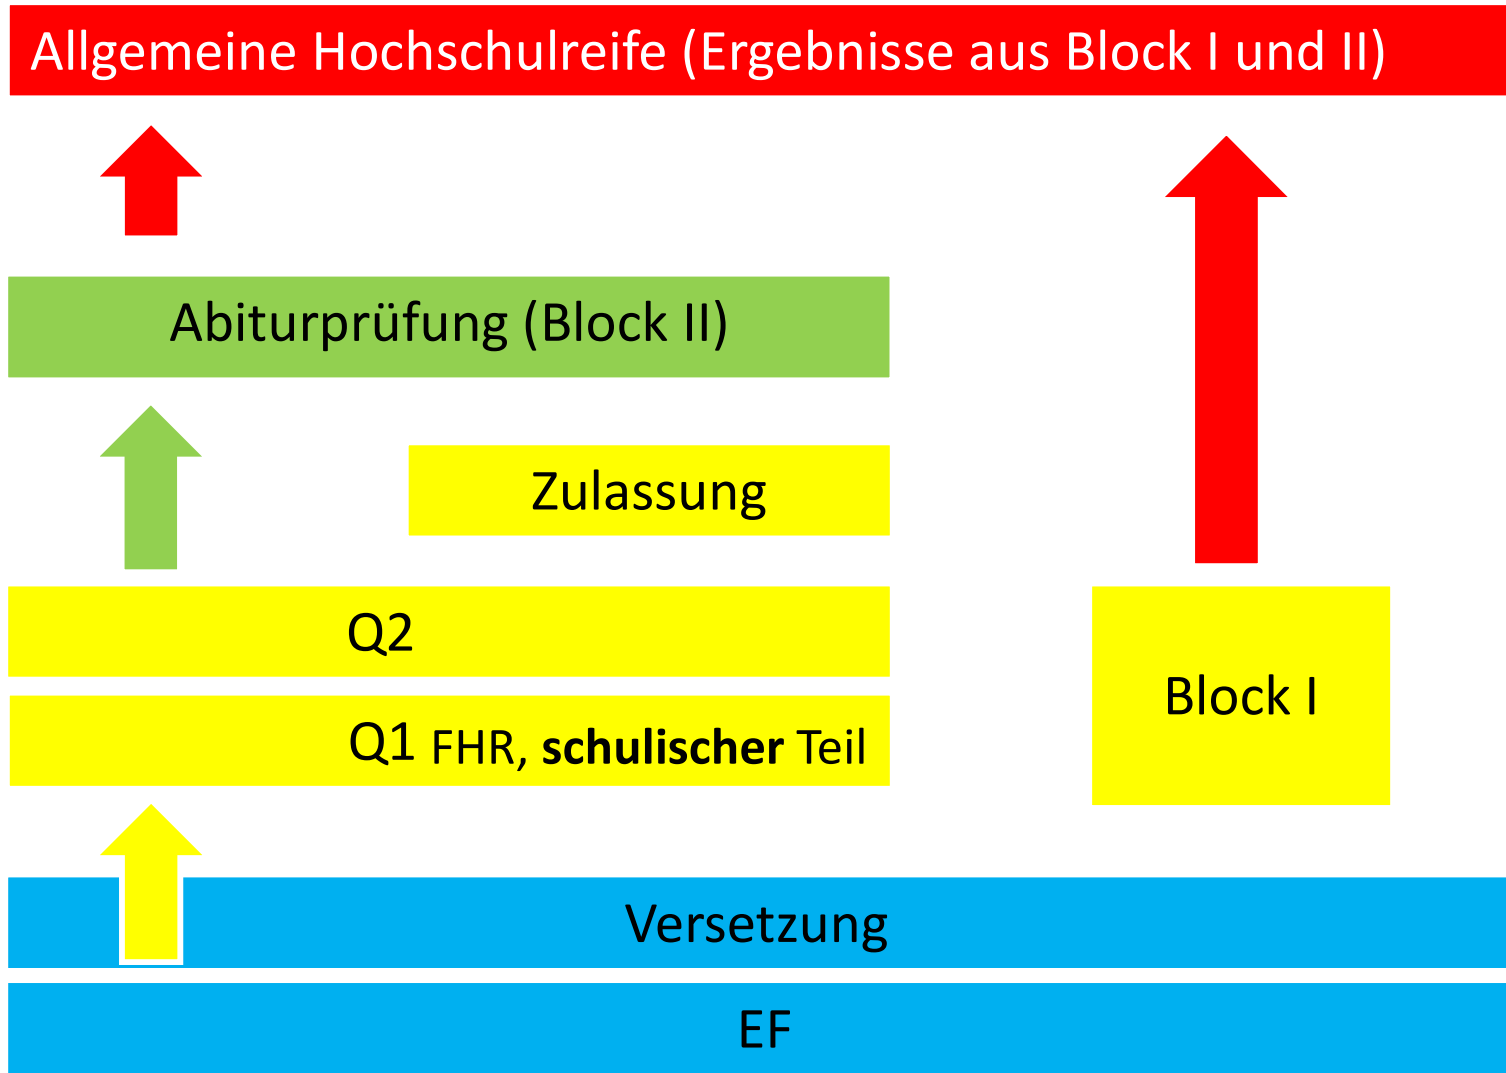 Allgemeine Hochschulreife (Ergebnisse aus Block I und II)
Abiturprüfung (Block II)
Zulassung
Q2
Q1 FHR, schulischer Teil
Block I
Versetzung
EF